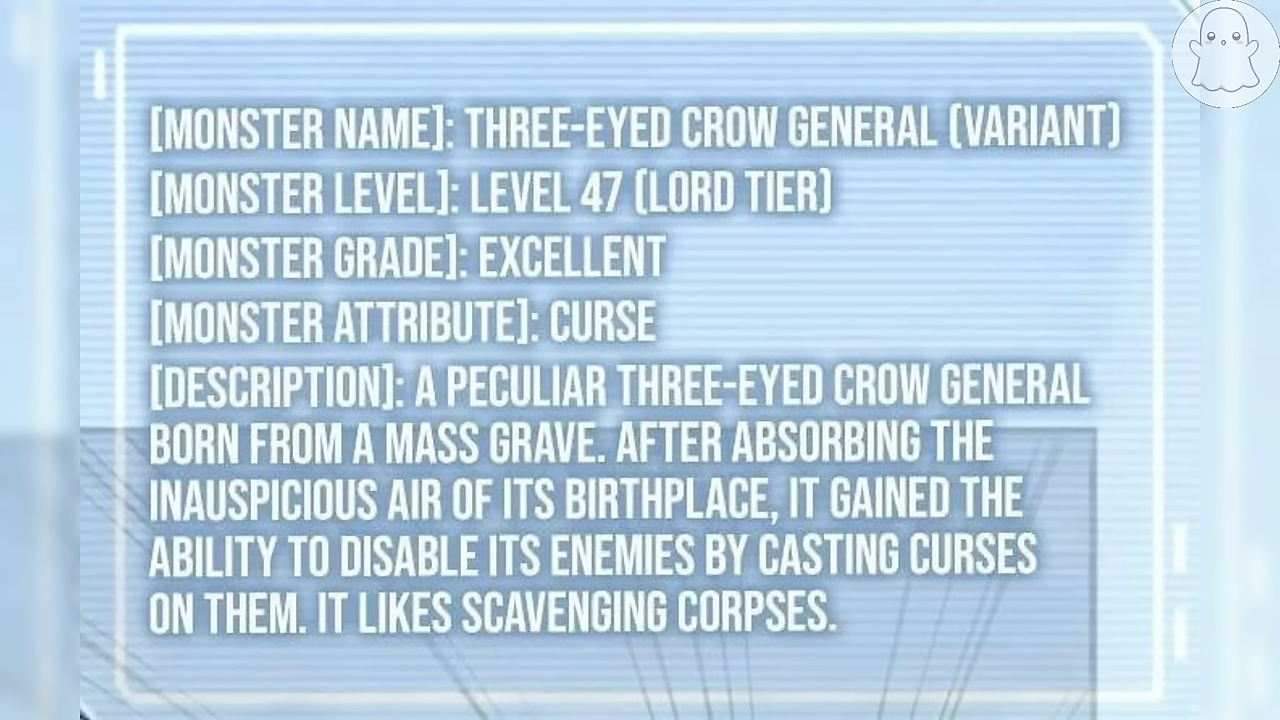 [MONSTER NAME]: THREE-EYED CROW GENERAL (VARIANT)
[MONSTER LEVEL]: LEVEL 47 (LORD TIER)
[MONSTER GRADE]: EXCELLENT
[MONSTER ATTRIBUTE]: CURSE
[DESCRIPTION]: A PECULIAR THREE-EYED CROW GENERAL
BORN FROM A MASS GRAVE. AFTER ABSORBING THE
INAUSPICIOUS AIR OF ITS BIRTHPLACE, IT GAINED THE
ABILITY TO DISABLE ITS ENEMIES BY CASTING CURSES
ON THEM. IT LIKES SCAVENGING CORPSES.